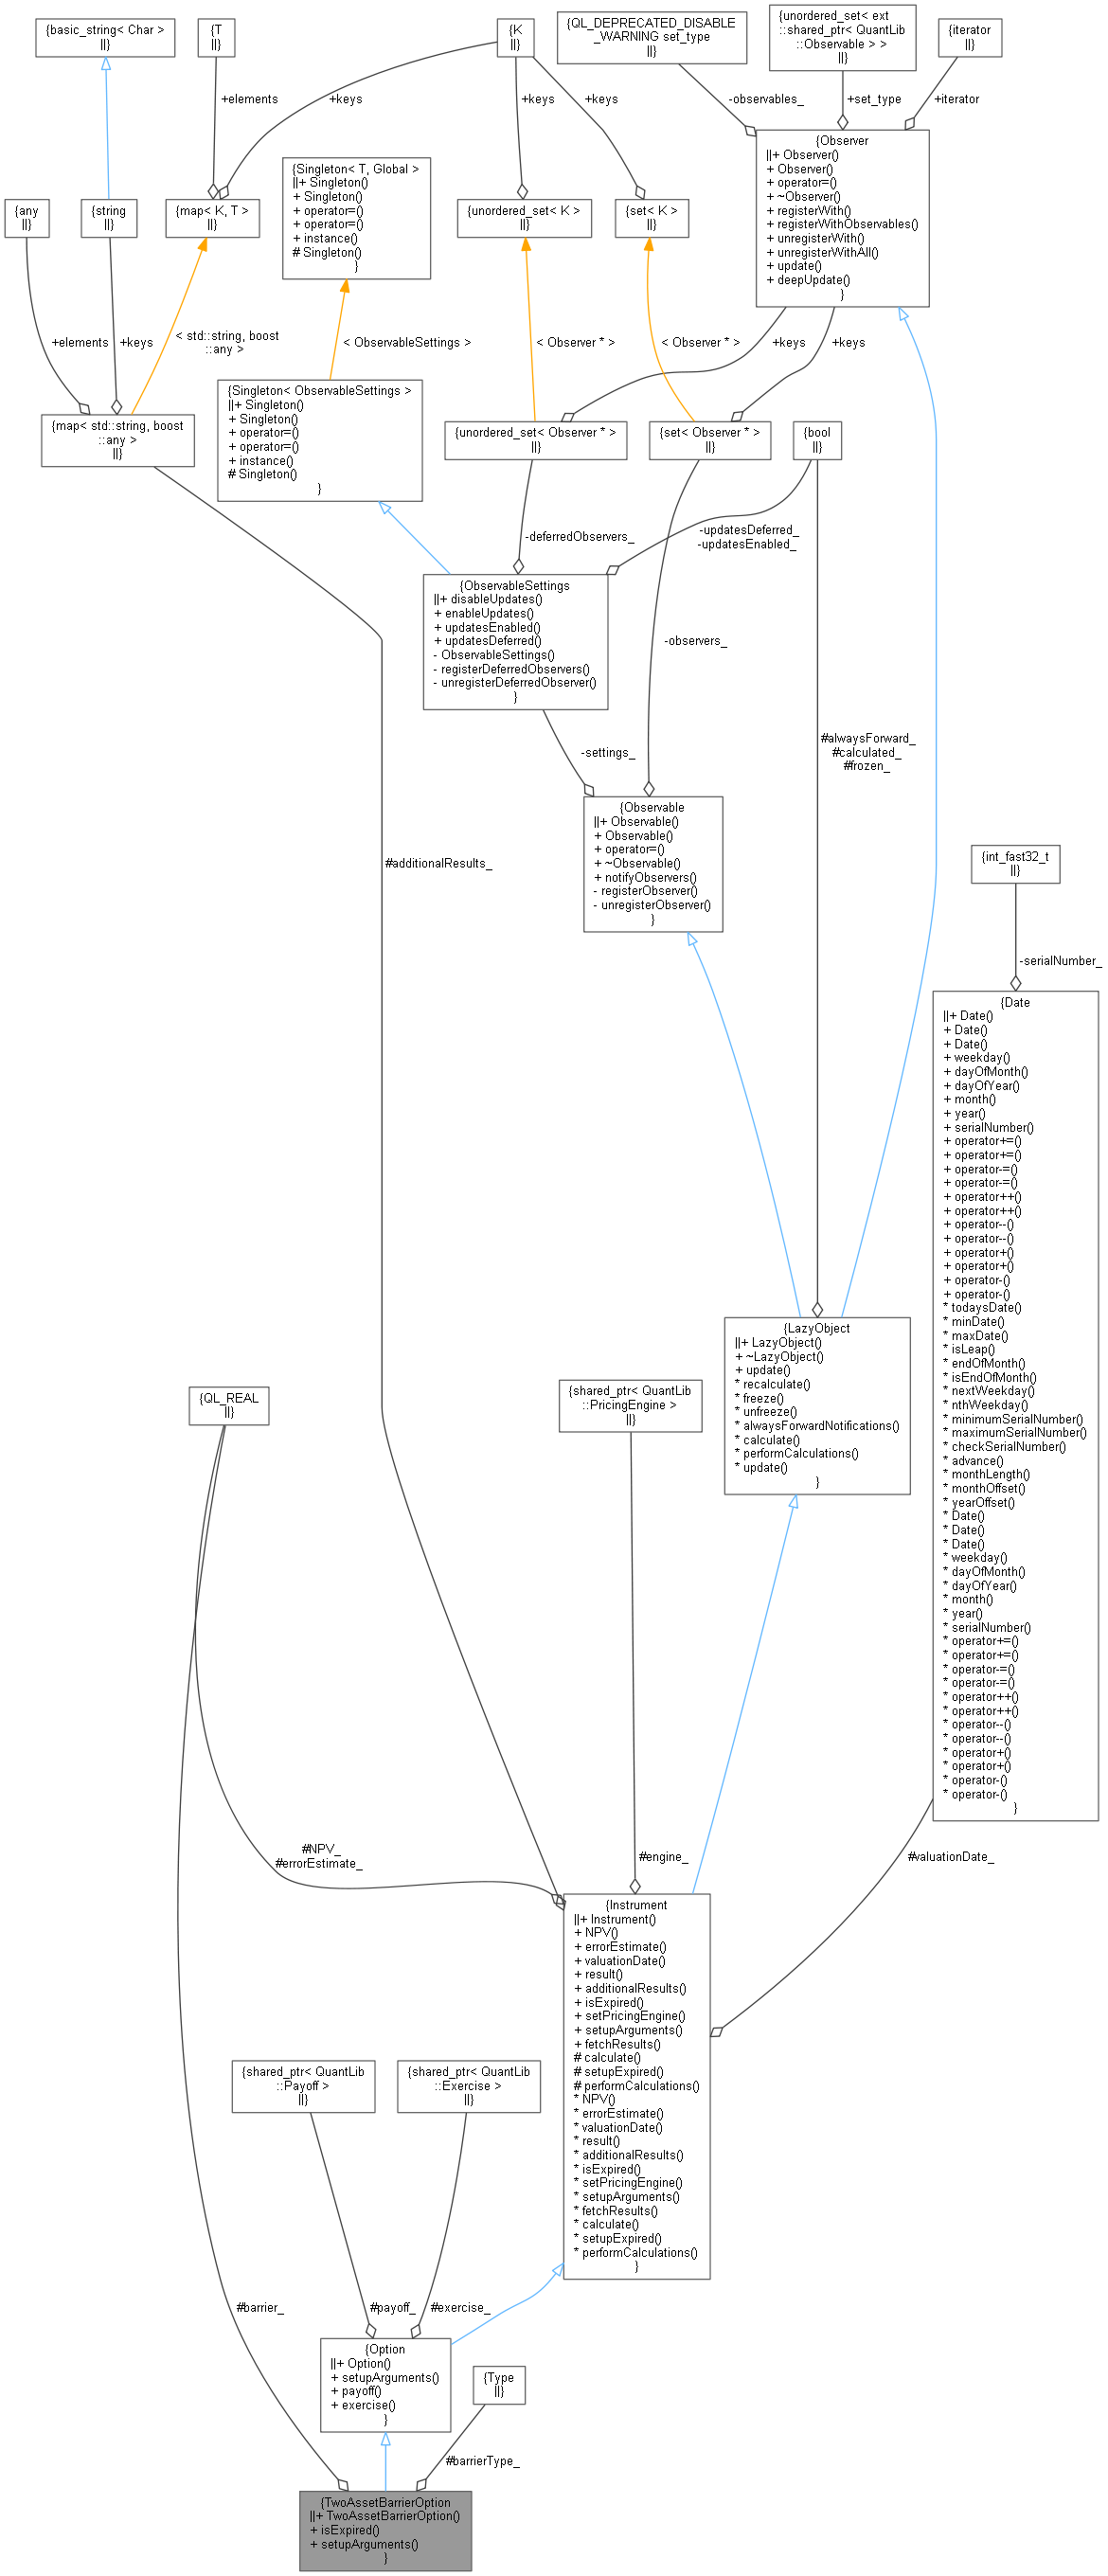 {basic_string< Char >
||}
{T
||}
{K
||}
{QL_DEPRECATED_DISABLE
_WARNING set_type
||}
{unordered_set< ext
::shared_ptr< QuantLib
::Observable > >
||}
{iterator
||}
+elements
+keys
+keys
+keys
-observables_
+set_type
+iterator
{any
||}
{string
||}
{map< K, T >
||}
{Singleton< T, Global >
||+ Singleton()
+ Singleton()
+ operator=()
+ operator=()
+ instance()
# Singleton()
}
{unordered_set< K >
||}
{set< K >
||}
{Observer
||+ Observer()
+ Observer()
+ operator=()
+ ~Observer()
+ registerWith()
+ registerWithObservables()
+ unregisterWith()
+ unregisterWithAll()
+ update()
+ deepUpdate()
}
+elements
+keys
< std::string, boost
::any >
< ObservableSettings >
< Observer * >
< Observer * >
+keys
+keys
{map< std::string, boost
::any >
||}
{Singleton< ObservableSettings >
||+ Singleton()
+ Singleton()
+ operator=()
+ operator=()
+ instance()
# Singleton()
}
{unordered_set< Observer * >
||}
{set< Observer * >
||}
{bool
||}
-deferredObservers_
-updatesDeferred_
-updatesEnabled_
{ObservableSettings
||+ disableUpdates()
+ enableUpdates()
+ updatesEnabled()
+ updatesDeferred()
- ObservableSettings()
- registerDeferredObservers()
- unregisterDeferredObserver()
}
-observers_
-settings_
#alwaysForward_
#calculated_
#frozen_
{Observable
||+ Observable()
+ Observable()
+ operator=()
+ ~Observable()
+ notifyObservers()
- registerObserver()
- unregisterObserver()
}
#additionalResults_
{int_fast32_t
||}
-serialNumber_
{Date
||+ Date()
+ Date()
+ Date()
+ weekday()
+ dayOfMonth()
+ dayOfYear()
+ month()
+ year()
+ serialNumber()
+ operator+=()
+ operator+=()
+ operator-=()
+ operator-=()
+ operator++()
+ operator++()
+ operator--()
+ operator--()
+ operator+()
+ operator+()
+ operator-()
+ operator-()
* todaysDate()
* minDate()
* maxDate()
* isLeap()
* endOfMonth()
* isEndOfMonth()
* nextWeekday()
* nthWeekday()
* minimumSerialNumber()
* maximumSerialNumber()
* checkSerialNumber()
* advance()
* monthLength()
* monthOffset()
* yearOffset()
* Date()
* Date()
* Date()
* weekday()
* dayOfMonth()
* dayOfYear()
* month()
* year()
* serialNumber()
* operator+=()
* operator+=()
* operator-=()
* operator-=()
* operator++()
* operator++()
* operator--()
* operator--()
* operator+()
* operator+()
* operator-()
* operator-()
}
{LazyObject
||+ LazyObject()
+ ~LazyObject()
+ update()
* recalculate()
* freeze()
* unfreeze()
* alwaysForwardNotifications()
* calculate()
* performCalculations()
* update()
}
{QL_REAL
||}
{shared_ptr< QuantLib
::PricingEngine >
||}
#NPV_
#errorEstimate_
#engine_
#valuationDate_
{Instrument
||+ Instrument()
+ NPV()
+ errorEstimate()
+ valuationDate()
+ result()
+ additionalResults()
+ isExpired()
+ setPricingEngine()
+ setupArguments()
+ fetchResults()
# calculate()
# setupExpired()
# performCalculations()
* NPV()
* errorEstimate()
* valuationDate()
* result()
* additionalResults()
* isExpired()
* setPricingEngine()
* setupArguments()
* fetchResults()
* calculate()
* setupExpired()
* performCalculations()
}
{shared_ptr< QuantLib
::Payoff >
||}
{shared_ptr< QuantLib
::Exercise >
||}
#barrier_
#payoff_
#exercise_
{Option
||+ Option()
+ setupArguments()
+ payoff()
+ exercise()
}
{Type
||}
#barrierType_
{TwoAssetBarrierOption
||+ TwoAssetBarrierOption()
+ isExpired()
+ setupArguments()
}